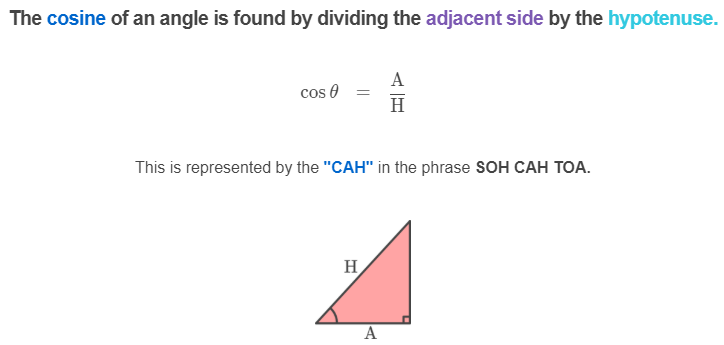 The cosine of an angle is found by dividing the adjacent side by the hypotenuse.
cos θ = A/H
This is represented by the "CAH" in the phrase SOH CAH TOA.
H
A